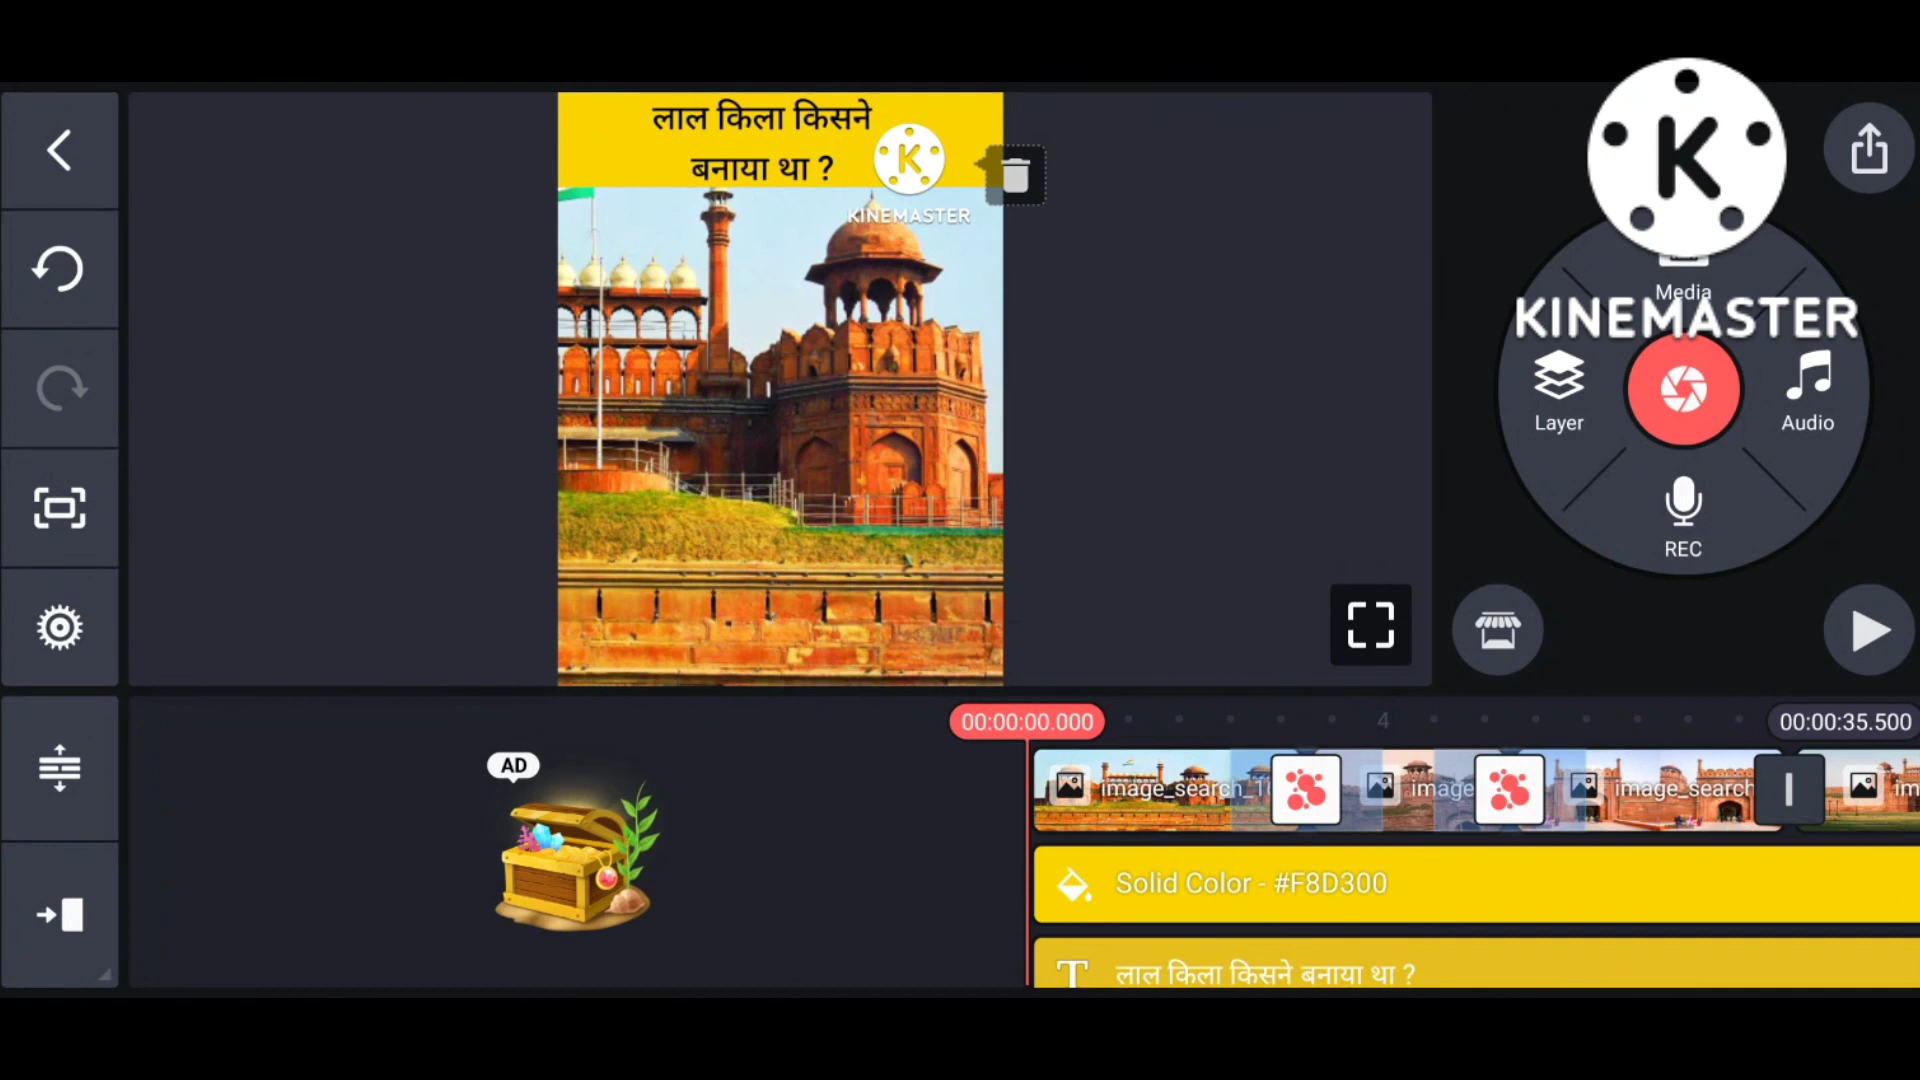 लाल किला किसने
बनाया था ?
KINEMASTER
K
KINEMASTER
K
Media
Layer
Audio
REC
00:00:00.000
4
00:00:35.500
AD
image_search_1
image
image_search
im
Solid Color - #F8D300
T
लाल किला किसने बनाया था ?